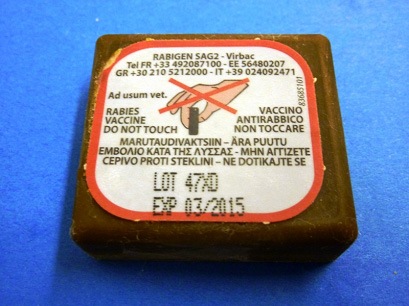 RABIGEN SAG2 - Virbac
Tel FR +33 492087100 - EE 56480207
GR +30 210 5212000 - IT +39 024092471
Ad usum vet.
RABIES
VACCINE
DO NOT TOUCH
VACCINO
ANTIRABBICO
NON TOCCARE
MARUTAUDIVAKTSIIN - ÄRA PUUTU
ΕΜΒΟΛΙΟ ΚΑΤΑ ΤΗΣ ΛΥΣΣΑΣ - ΜΗΝ ΑΓΓΙΖΕΤΕ
CEPIVO PROTI STEKLINI – NE DOTIKAJTE SE
LOT 47XD
EXP 03/2015
83685101